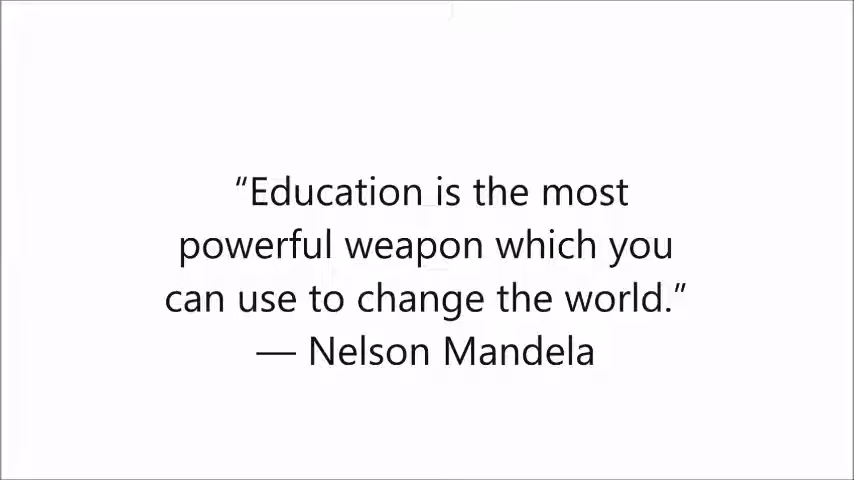 “Education is the most
powerful weapon which you
can use to change the world.”
— Nelson Mandela